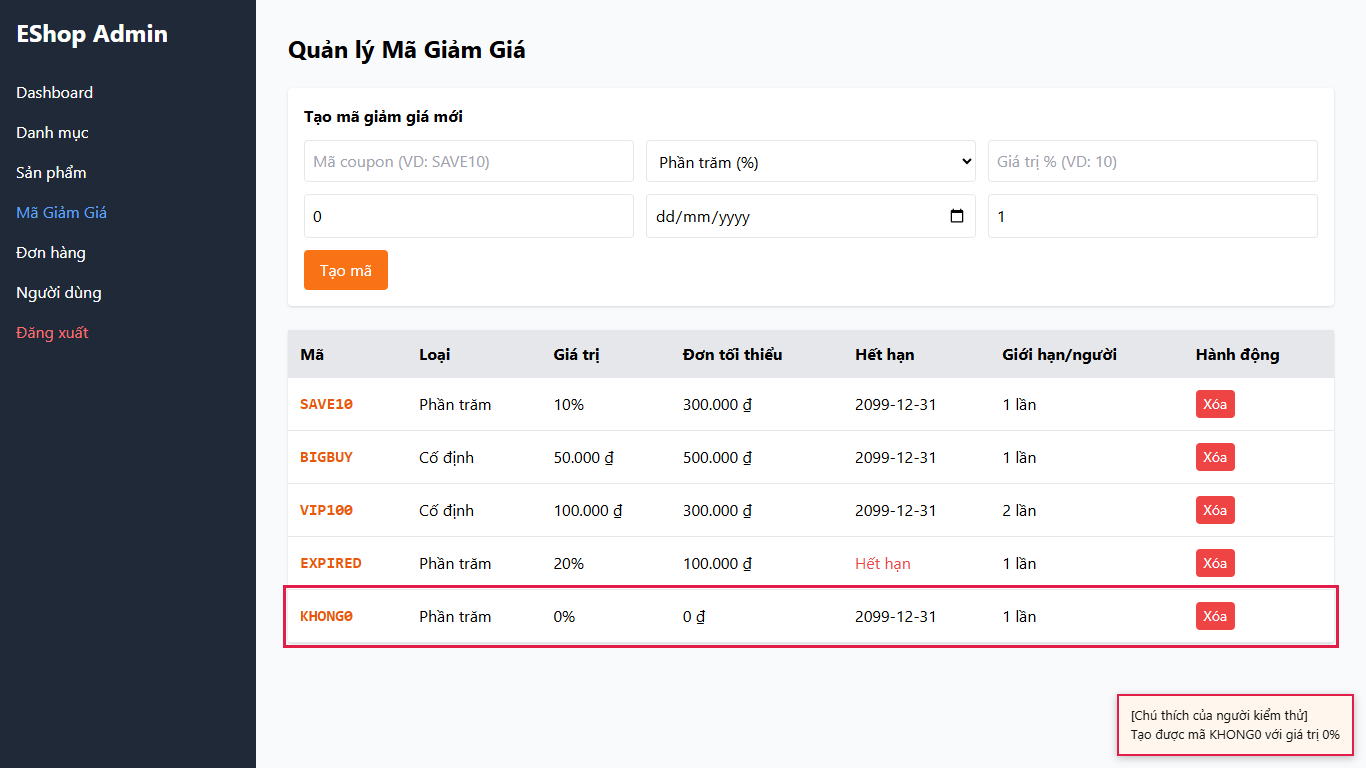 EShop Admin
Dashboard
Danh mục
Sản phẩm
Mã Giảm Giá
Đơn hàng
Người dùng
Đăng xuất
Quản lý Mã Giảm Giá
Tạo mã giảm giá mới
Mã coupon (VD: SAVE10) Phần trăm (%) Giá trị % (VD: 10)
0 dd/mm/yyyy 1
Tạo mã
Mã Loại Giá trị Đơn tối thiểu Hết hạn Giới hạn/người Hành động
SAVE10 Phần trăm 10% 300.000 ₫ 2099-12-31 1 lần Xóa
BIGBUY Cố định 50.000 ₫ 500.000 ₫ 2099-12-31 1 lần Xóa
VIP100 Cố định 100.000 ₫ 300.000 ₫ 2099-12-31 2 lần Xóa
EXPIRED Phần trăm 20% 100.000 ₫ Hết hạn 1 lần Xóa
KHONG0 Phần trăm 0% 0 ₫ 2099-12-31 1 lần Xóa
[Chú thích của người kiểm thử]
Tạo được mã KHONG0 với giá trị 0%